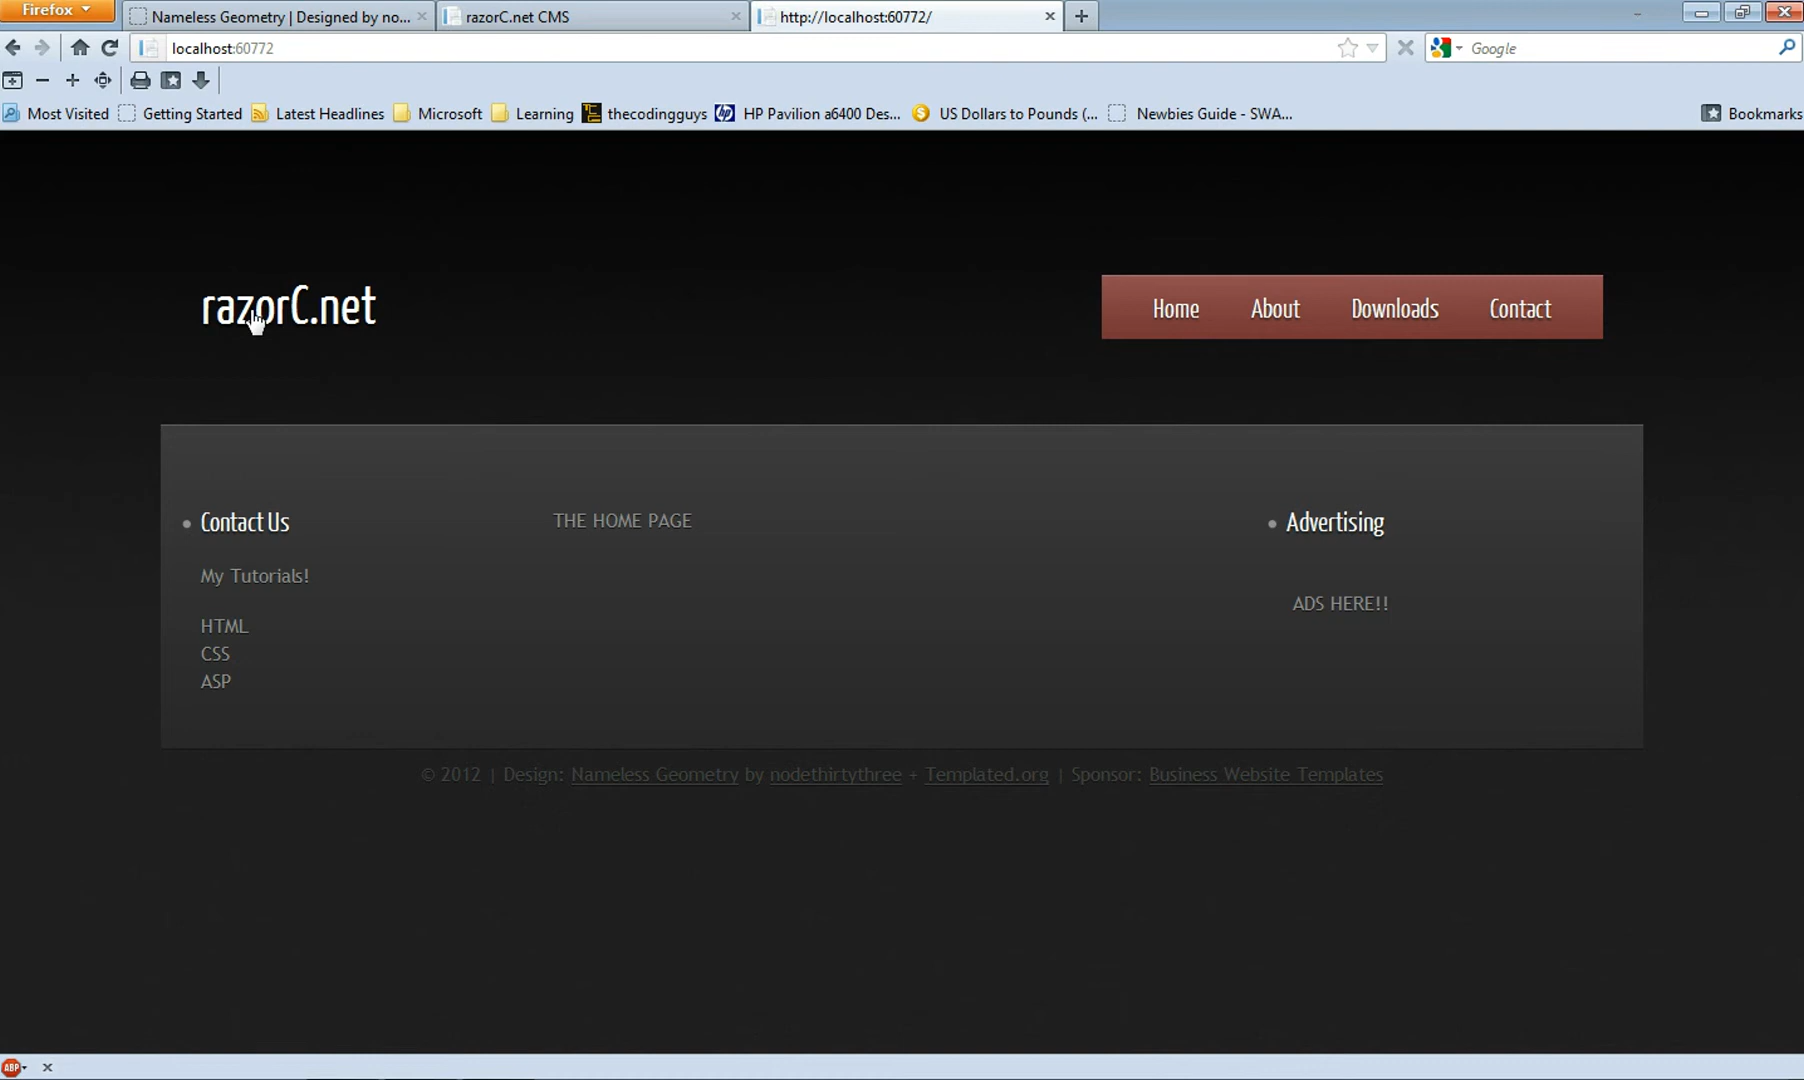 Firefox
Nameless Geometry | Designed by no...
razorC.net CMS
http://localhost:60772/
localhost:60772
Google
Most Visited
Getting Started
Latest Headlines
Microsoft
Learning
thecodingguys
HP Pavilion a6400 Des...
US Dollars to Pounds (...
Newbies Guide - SWA...
Bookmarks
razorC.net
Home
About
Downloads
Contact
Contact Us
THE HOME PAGE
Advertising
My Tutorials!
ADS HERE!!
HTML
CSS
ASP
© 2012 | Design: Nameless Geometry by nodethirtythree + Templated.org | Sponsor: Business Website Templates
ABP